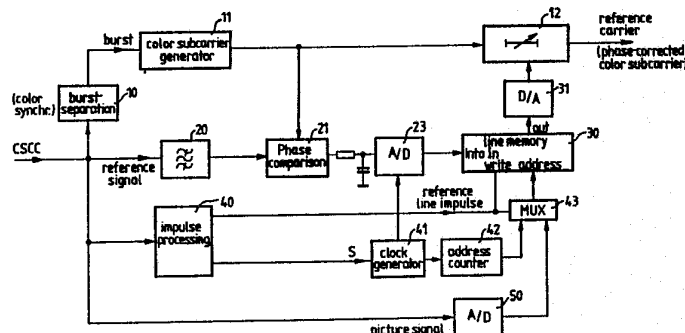 11
12
burst
color subcarrier
generator
reference
carrier
(phase-corrected
color subcarrier)
(color synchr.)
burst-
separation
10
D/A
31
20
21
23
out
line memory
30
into In
write address
CSCC
reference
signal
Phase
comparison
A/D
reference
line impulse
40
impulse
processing
S
41
clock
generator
42
address
counter
MUX
43
50
A/D
picture signal